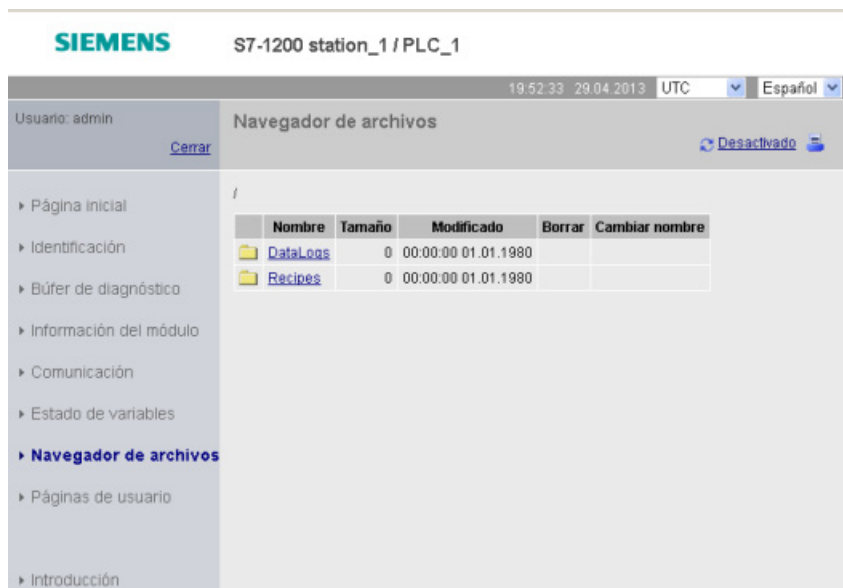 SIEMENS
S7-1200 station_1 / PLC_1
19:52:33 29.04.2013 UTC Español
Usuario: admin
Cerrar
Navegador de archivos
Desactivado
Página inicial
Identificación
Búfer de diagnóstico
Información del módulo
Comunicación
Estado de variables
Navegador de archivos
Páginas de usuario
Introducción
/
Nombre Tamaño Modificado Borrar Cambiar nombre
DataLogs 0 00:00:00 01.01.1980
Recipes 0 00:00:00 01.01.1980